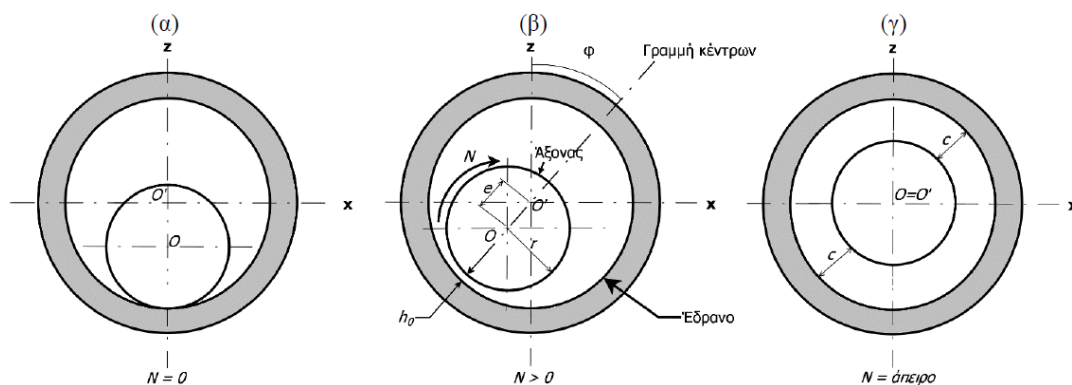 (α)
z
O'
x
O
N = 0
(β)
z
φ
Γραμμή κέντρων
N
Άξονας
e
O'
x
O
r
h₀
Έδρανο
N > 0
(γ)
z
c
O=O'
x
c
N = άπειρο